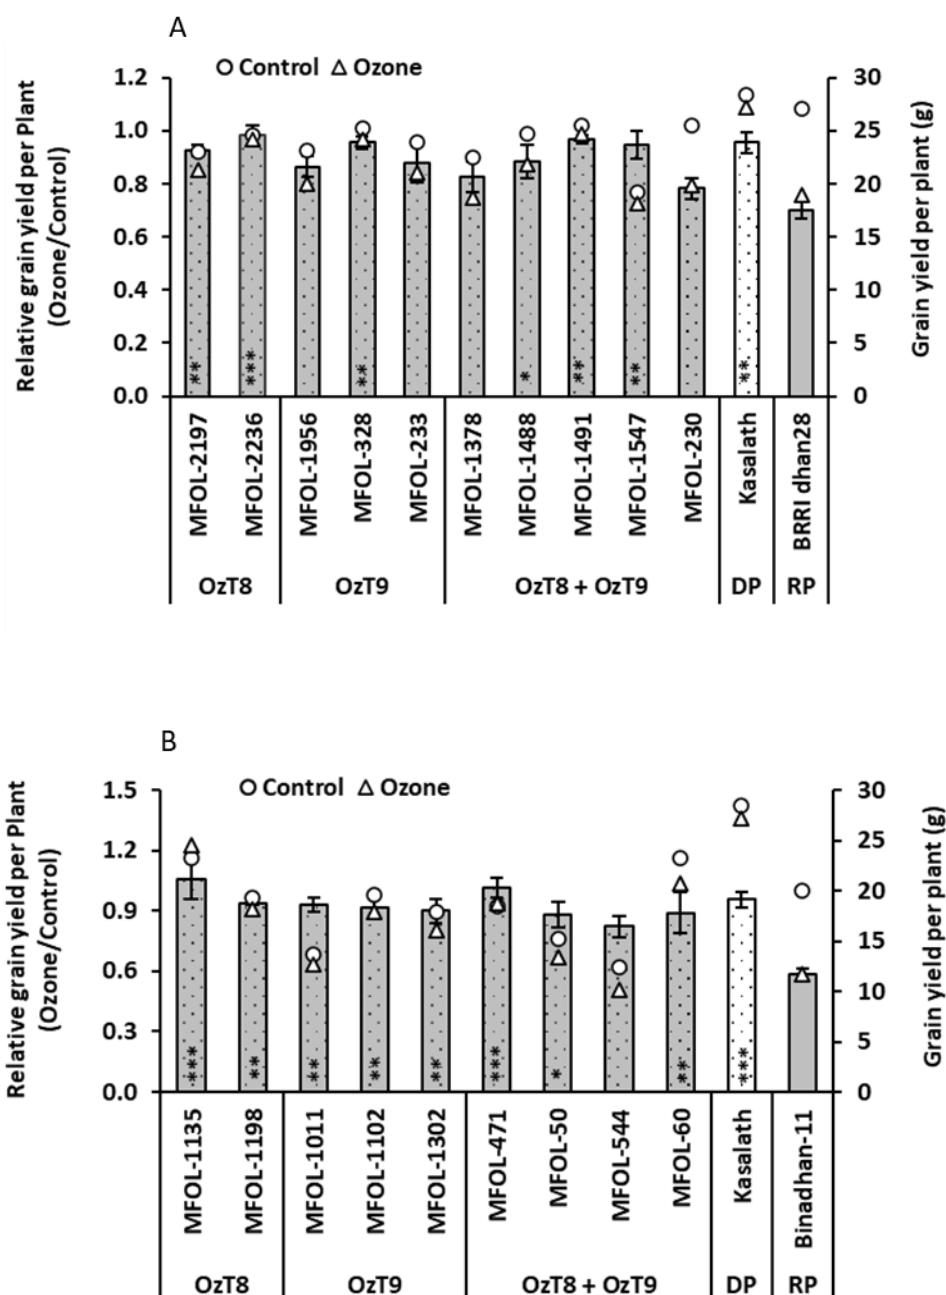 A
Control Ozone
Relative grain yield per Plant
(Ozone/Control)
1.2
1.0
0.8
0.6
0.4
0.2
0.0
30
25
20
15
10
5
0
Grain yield per plant (g)
** *** ** * ** ** **
MFOL-2197 MFOL-2236 MFOL-1956 MFOL-328 MFOL-233 MFOL-1378 MFOL-1488 MFOL-1491 MFOL-1547 MFOL-230 Kasalath BRRI dhan28
OzT8 OzT9 OzT8 + OzT9 DP RP
B
Control Ozone
Relative grain yield per Plant
(Ozone/Control)
1.5
1.2
0.9
0.6
0.3
0.0
30
25
20
15
10
5
0
Grain yield per plant (g)
*** ** ** ** ** *** * ** ***
MFOL-1135 MFOL-1198 MFOL-1011 MFOL-1102 MFOL-1302 MFOL-471 MFOL-50 MFOL-544 MFOL-60 Kasalath Binadhan-11
OzT8 OzT9 OzT8 + OzT9 DP RP